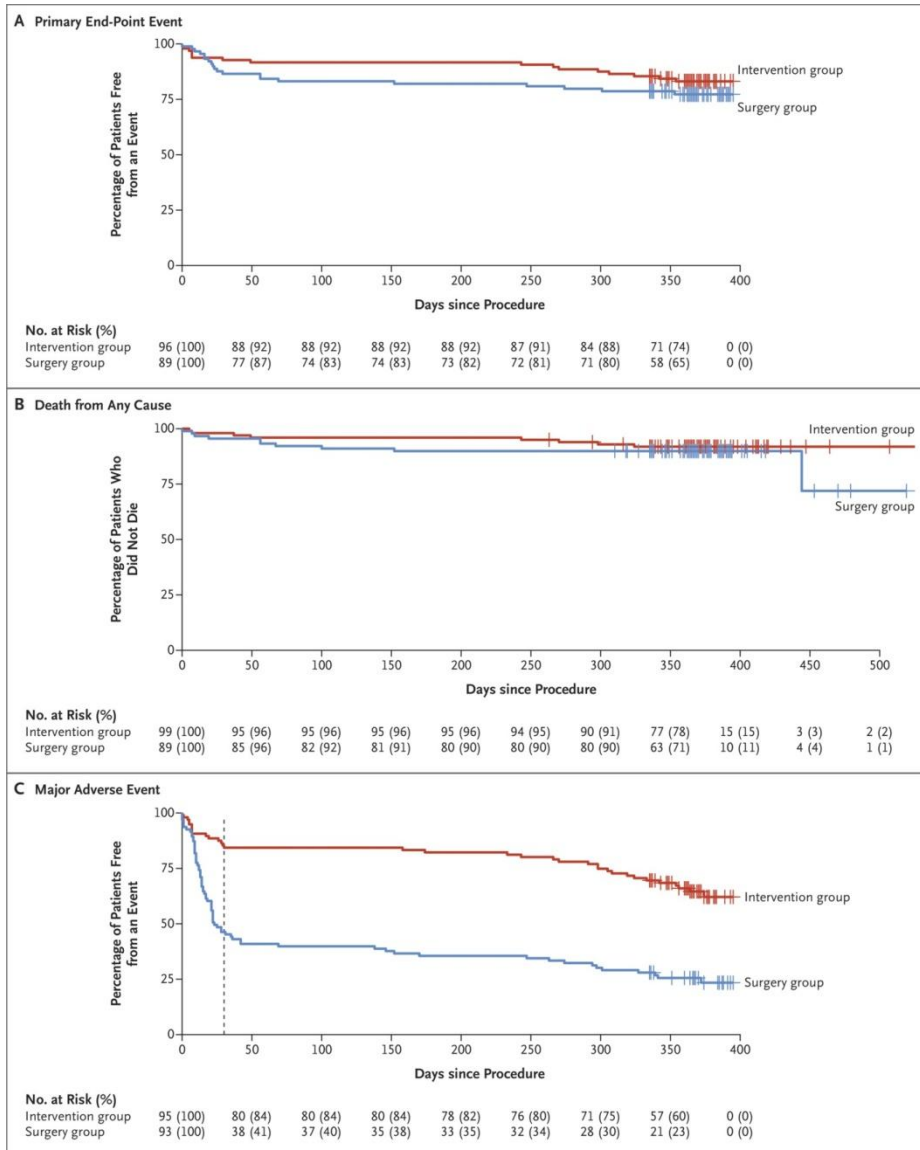 A Primary End-Point Event
100
75
50
25
0
Percentage of Patients Free
from an Event
Intervention group
Surgery group
0 50 100 150 200 250 300 350 400
Days since Procedure
No. at Risk (%)
Intervention group 96 (100) 88 (92) 88 (92) 88 (92) 88 (92) 87 (91) 84 (88) 71 (74) 0 (0)
Surgery group 89 (100) 77 (87) 74 (83) 74 (83) 73 (82) 72 (81) 71 (80) 58 (65) 0 (0)
B Death from Any Cause
100
75
50
25
0
Percentage of Patients Who
Did Not Die
Intervention group
Surgery group
0 50 100 150 200 250 300 350 400 450 500
Days since Procedure
No. at Risk (%)
Intervention group 99 (100) 95 (96) 95 (96) 95 (96) 95 (96) 94 (95) 90 (91) 77 (78) 15 (15) 3 (3) 2 (2)
Surgery group 89 (100) 85 (96) 82 (92) 81 (91) 80 (90) 80 (90) 80 (90) 63 (71) 10 (11) 4 (4) 1 (1)
C Major Adverse Event
100
75
50
25
0
Percentage of Patients Free
from an Event
Intervention group
Surgery group
0 50 100 150 200 250 300 350 400
Days since Procedure
No. at Risk (%)
Intervention group 95 (100) 80 (84) 80 (84) 80 (84) 78 (82) 76 (80) 71 (75) 57 (60) 0 (0)
Surgery group 93 (100) 38 (41) 37 (40) 35 (38) 33 (35) 32 (34) 28 (30) 21 (23) 0 (0)